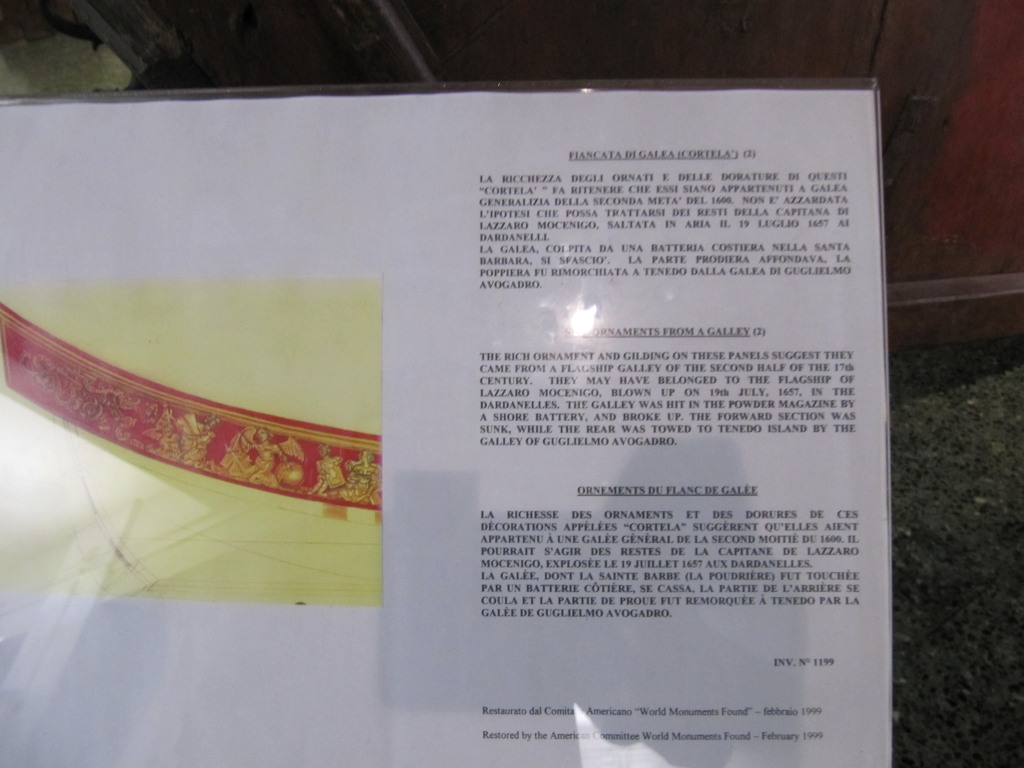 FIANCATA DI GALEA (CORTELA') (2)
LA RICCHEZZA DEGLI ORNATI E DELLE DORATURE DI QUESTI
"CORTELA' " FA RITENERE CHE ESSI SIANO APPARTENUTI A GALEA
GENERALIZIA DELLA SECONDA META' DEL 1600. NON E' AZZARDATA
L'IPOTESI CHE POSSA TRATTARSI DEI RESTI DELLA CAPITANA DI
LAZZARO MOCENIGO, SALTATA IN ARIA IL 19 LUGLIO 1657 AI
DARDANELLI.
LA GALEA, COLPITA DA UNA BATTERIA COSTIERA NELLA SANTA
BARBARA, SI SFASCIO'. LA PARTE PRODIERA AFFONDAVA, LA
POPPIERA FU RIMORCHIATA A TENEDO DALLA GALEA DI GUGLIELMO
AVOGADRO.
ORNAMENTS FROM A GALLEY (2)
THE RICH ORNAMENT AND GILDING ON THESE PANELS SUGGEST THEY
CAME FROM A FLAGSHIP GALLEY OF THE SECOND HALF OF THE 17th
CENTURY. THEY MAY HAVE BELONGED TO THE FLAGSHIP OF
LAZZARO MOCENIGO, BLOWN UP ON 19th JULY, 1657, IN THE
DARDANELLES. THE GALLEY WAS HIT IN THE POWDER MAGAZINE BY
A SHORE BATTERY, AND BROKE UP. THE FORWARD SECTION WAS
SUNK, WHILE THE REAR WAS TOWED TO TENEDO ISLAND BY THE
GALLEY OF GUGLIELMO AVOGADRO.
ORNEMENTS DU FLANC DE GALÈE
LA RICHESSE DES ORNAMENTS ET DES DORURES DE CES
DÈCORATIONS APPÈLÈES "CORTELA" SUGGÈRENT QU'ELLES AIENT
APPARTENU À UNE GALÈE GÈNÈRAL DE LA SECOND MOITIÈ DU 1600. IL
POURRAIT S'AGIR DES RESTES DE LA CAPITANE DE LAZZARO
MOCENIGO, EXPLOSÈE LE 19 JUILLET 1657 AUX DARDANELLES.
LA GALÈE, DONT LA SAINTE BARBE (LA POUDRIÈRE) FUT TOUCHÈE
PAR UN BATTERIE CÔTIÈRE, SE CASSA, LA PARTIE DE L'ARRIÈRE SE
COULA ET LA PARTIE DE PROUE FUT REMORQUÈE À TENEDO PAR LA
GALÈE DE GUGLIELMO AVOGADRO.
INV. N° 1199
Restaurato dal Americano "World Monuments Found" – febbraio 1999
Restored by the Committee World Monuments Found – February 1999